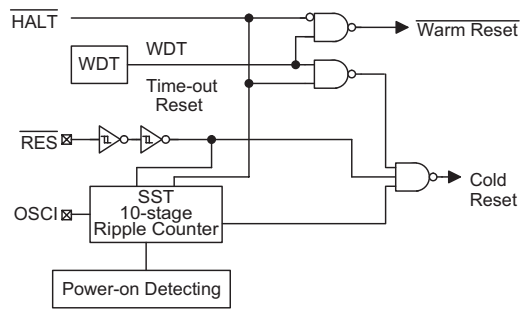 HALT
Warm Reset
WDT
WDT
Time-out
Reset
RES
Cold
Reset
OSCI
SST
10-stage
Ripple Counter
Power-on Detecting